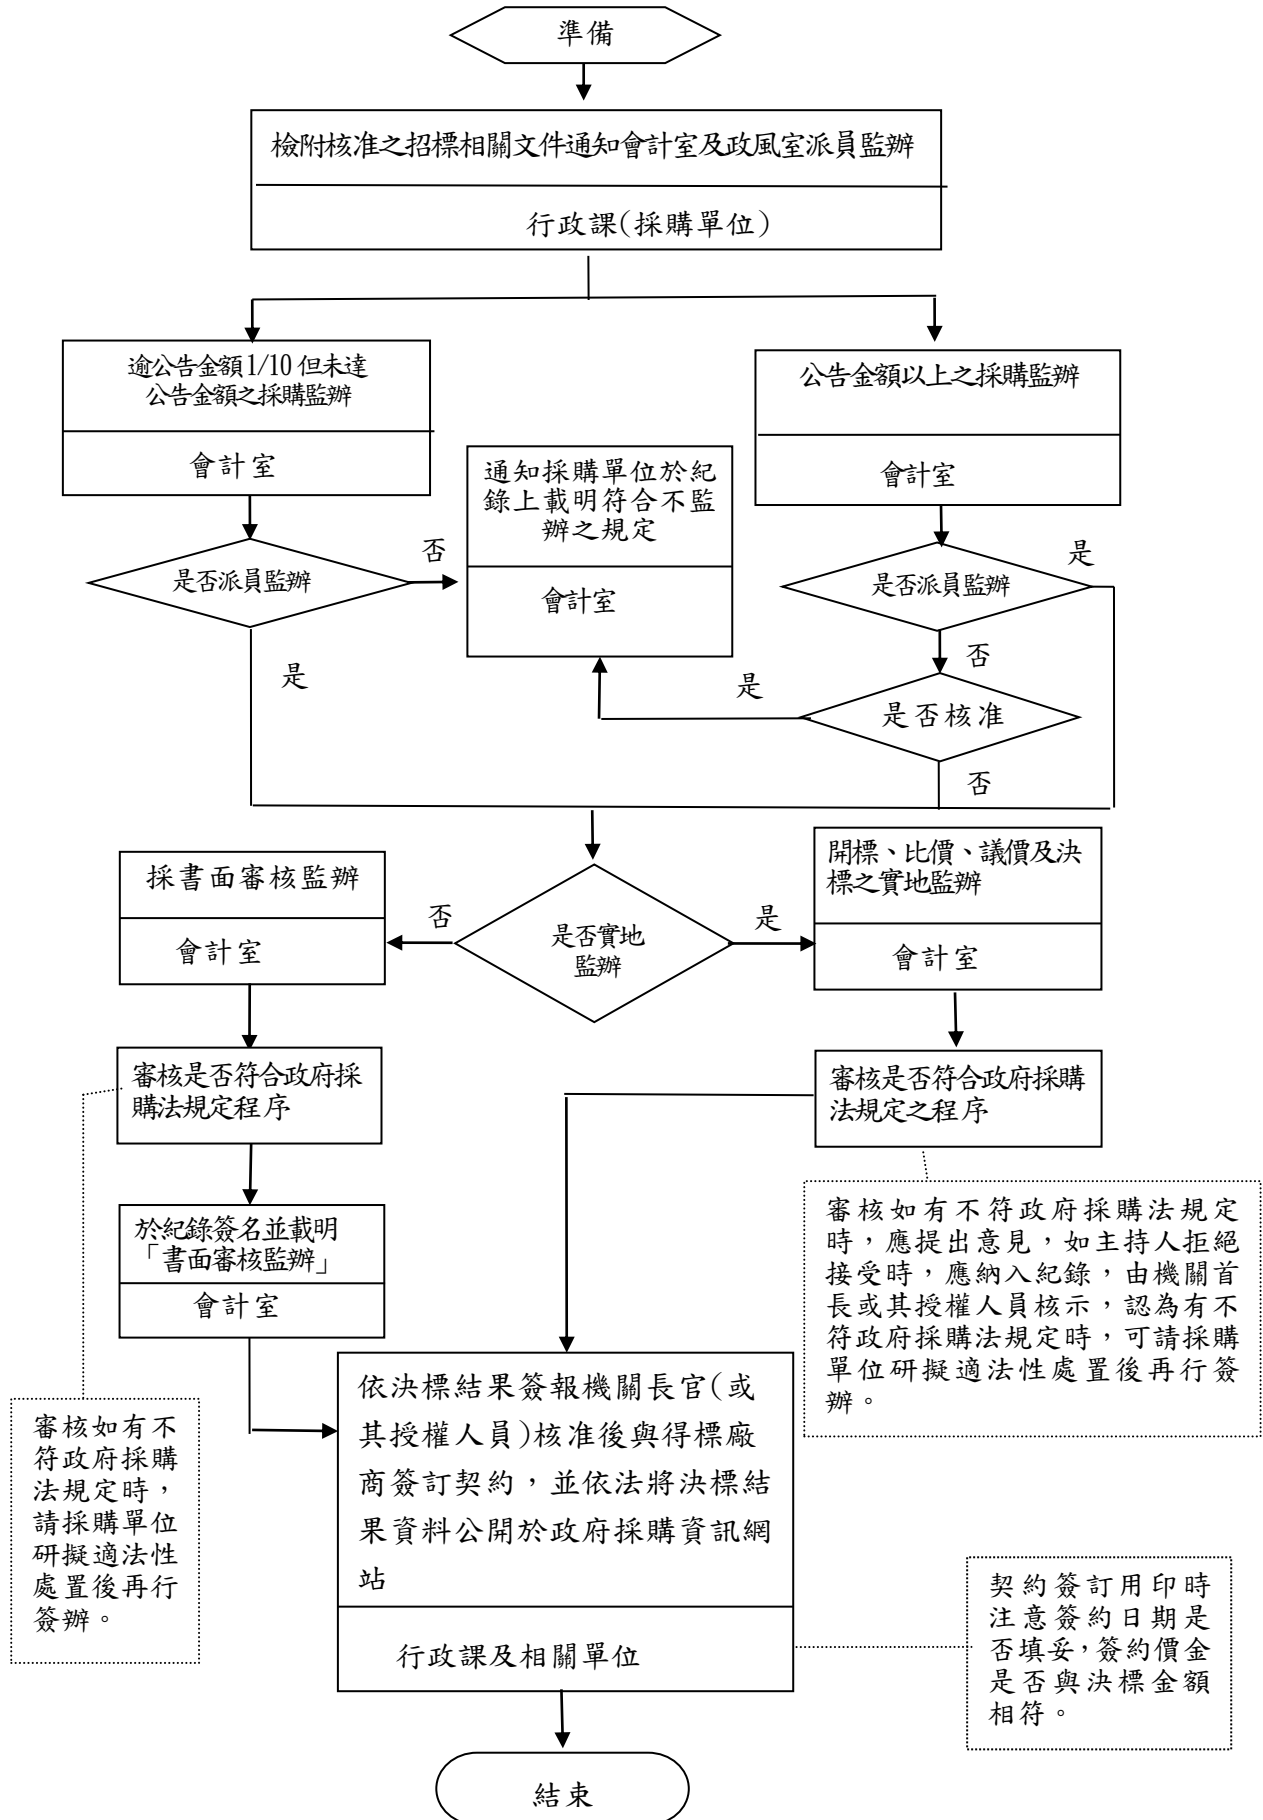 準備
檢附核准之招標相關文件通知會計室及政風室派員監辦
行政課(採購單位)
逾公告金額1/10但未達
公告金額之採購監辦
會計室
公告金額以上之採購監辦
會計室
通知採購單位於紀
錄上載明符合不監
辦之規定
會計室
是否派員監辦
否
是
是否派員監辦
是
否
是否核准
是
否
採書面審核監辦
會計室
否
是否實地
監辦
是
開標、比價、議價及決
標之實地監辦
會計室
審核是否符合政府採
購法規定程序
審核是否符合政府採購
法規定之程序
於紀錄簽名並載明
「書面審核監辦」
會計室
審核如有不符政府採購法規定
時，應提出意見，如主持人拒絕
接受時，應納入紀錄，由機關首
長或其授權人員核示，認為有不
符政府採購法規定時，可請採購
單位研擬適法性處置後再行簽
辦。
審核如有不
符政府採購
法規定時，
請採購單位
研擬適法性
處置後再行
簽辦。
依決標結果簽報機關長官(或
其授權人員)核准後與得標廠
商簽訂契約，並依法將決標結
果資料公開於政府採購資訊網
站
行政課及相關單位
契約簽訂用印時
注意簽約日期是
否填妥，簽約價金
是否與決標金額
相符。
結束